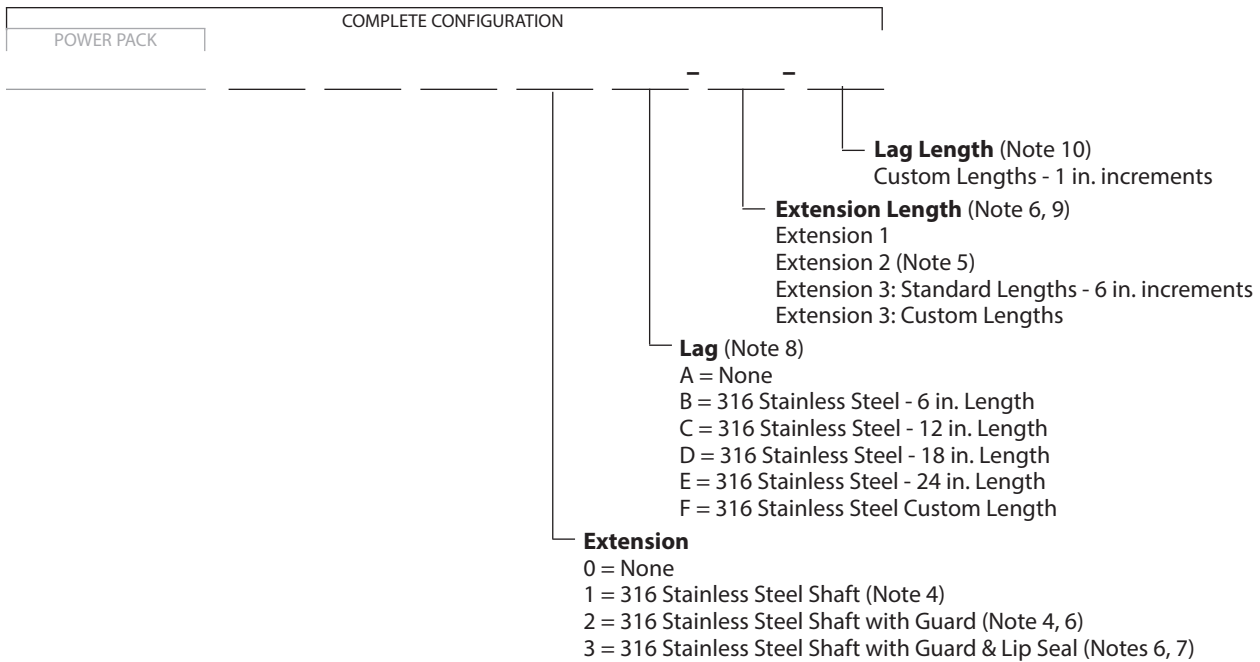 COMPLETE CONFIGURATION
POWER PACK
– –
Lag Length (Note 10)
Custom Lengths - 1 in. increments
Extension Length (Note 6, 9)
Extension 1
Extension 2 (Note 5)
Extension 3: Standard Lengths - 6 in. increments
Extension 3: Custom Lengths
Lag (Note 8)
A = None
B = 316 Stainless Steel - 6 in. Length
C = 316 Stainless Steel - 12 in. Length
D = 316 Stainless Steel - 18 in. Length
E = 316 Stainless Steel - 24 in. Length
F = 316 Stainless Steel Custom Length
Extension
0 = None
1 = 316 Stainless Steel Shaft (Note 4)
2 = 316 Stainless Steel Shaft with Guard (Note 4, 6)
3 = 316 Stainless Steel Shaft with Guard & Lip Seal (Notes 6, 7)